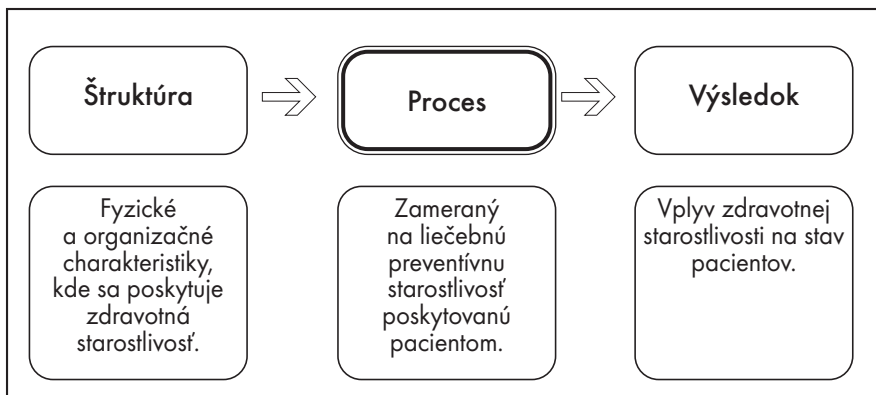 Štruktúra
Proces
Výsledok
Fyzické
a organizačné
charakteristiky,
kde sa poskytuje
zdravotná
starostlivosť.
Zameraný
na liečebnú
preventívnu
starostlivosť
poskytovanú
pacientom.
Vplyv zdravotnej
starostlivosti na stav
pacientov.